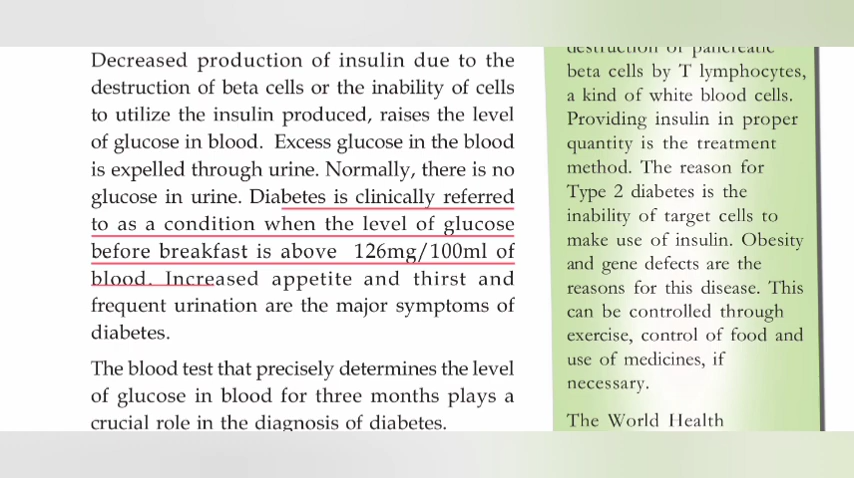 Decreased production of insulin due to the
destruction of beta cells or the inability of cells
to utilize the insulin produced, raises the level
of glucose in blood. Excess glucose in the blood
is expelled through urine. Normally, there is no
glucose in urine. Diabetes is clinically referred
to as a condition when the level of glucose
before breakfast is above 126mg/100ml of
blood. Increased appetite and thirst and
frequent urination are the major symptoms of
diabetes.
The blood test that precisely determines the level
of glucose in blood for three months plays a
crucial role in the diagnosis of diabetes.
destruction of pancreatic
beta cells by T lymphocytes,
a kind of white blood cells.
Providing insulin in proper
quantity is the treatment
method. The reason for
Type 2 diabetes is the
inability of target cells to
make use of insulin. Obesity
and gene defects are the
reasons for this disease. This
can be controlled through
exercise, control of food and
use of medicines, if
necessary.
The World Health